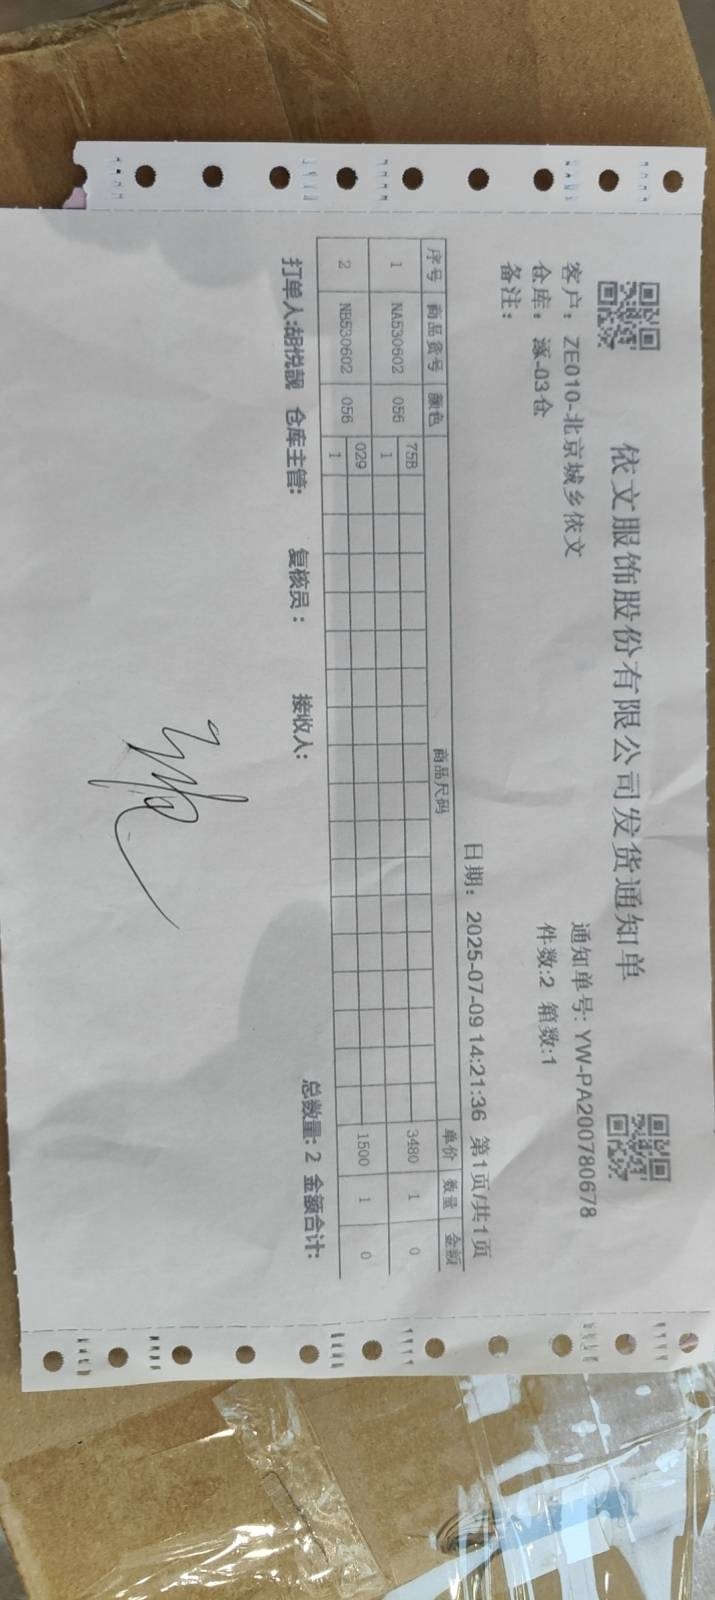 依文服饰股份有限公司发货通知单
客户：ZE010-北京城乡依文 通知单号: YW-PA200780678
仓库：涿-03仓 件数:2 箱数:1
备注： 日期：2025-07-09 14:21:36 第1页/共1页
序号 商品货号 颜色 商品尺码 单价 数量 金额
75B
1 NA530602 056 1 3480 1 0
029
2 NB530602 056 1 1500 1 0
打单人:胡悦靓 仓库主管: 复核员： 接收人: 总数量: 2 金额合计: